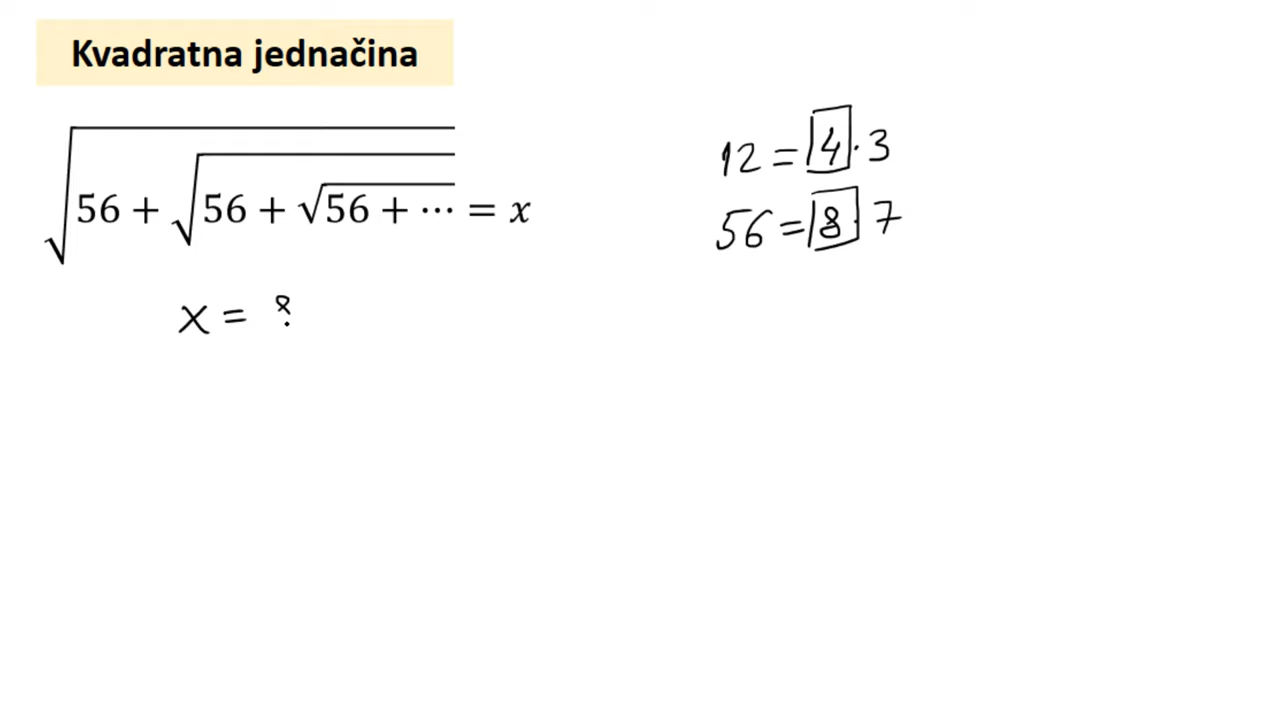 Kvadratna jednačina
√(56 + √(56 + √(56 + ⋯))) = x
x = ?
12 = 4 · 3
56 = 8 · 7